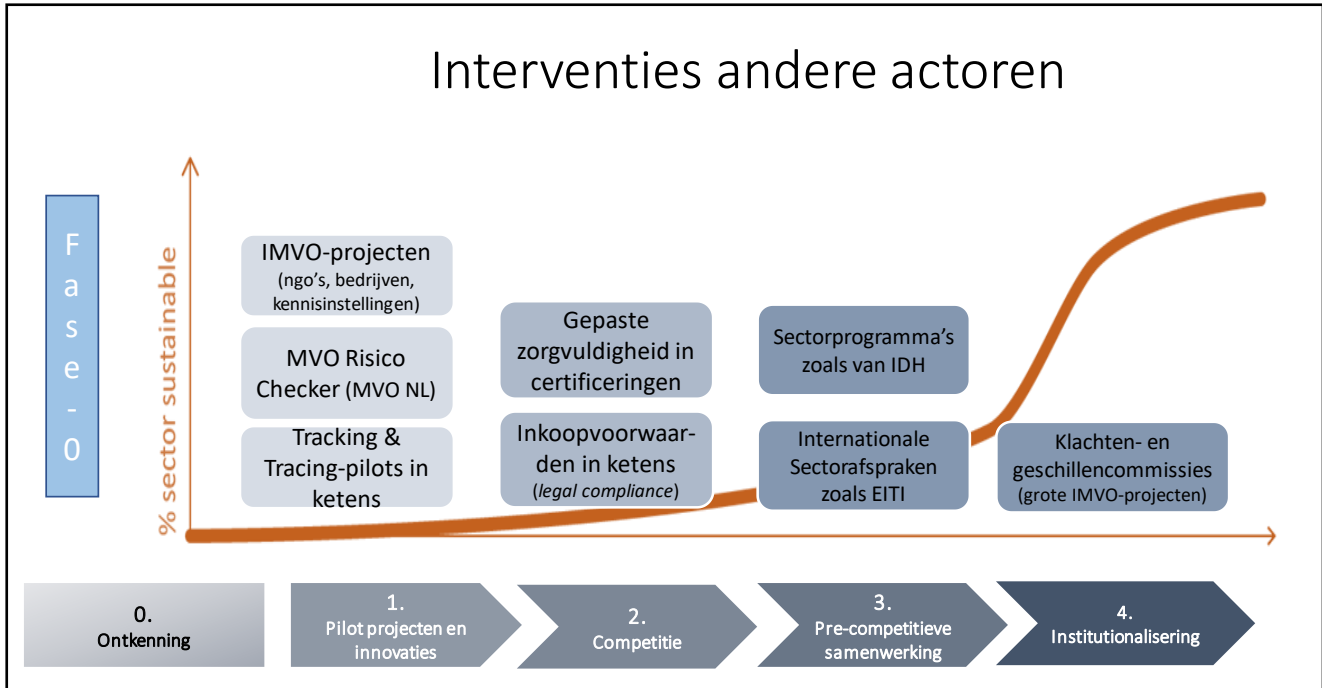 Interventies andere actoren
F
a
s
e
-
0
% sector sustainable
IMVO-projecten
(ngo's, bedrijven,
kennisinstellingen)
MVO Risico
Checker (MVO NL)
Tracking &
Tracing-pilots in
ketens
Gepaste
zorgvuldigheid in
certificeringen
Inkoopvoorwaar-
den in ketens
(legal compliance)
Sectorprogramma's
zoals van IDH
Internationale
Sectorafspraken
zoals EITI
Klachten- en
geschillencommissies
(grote IMVO-projecten)
0.
Ontkenning
1.
Pilot projecten en
innovaties
2.
Competitie
3.
Pre-competitieve
samenwerking
4.
Institutionalisering